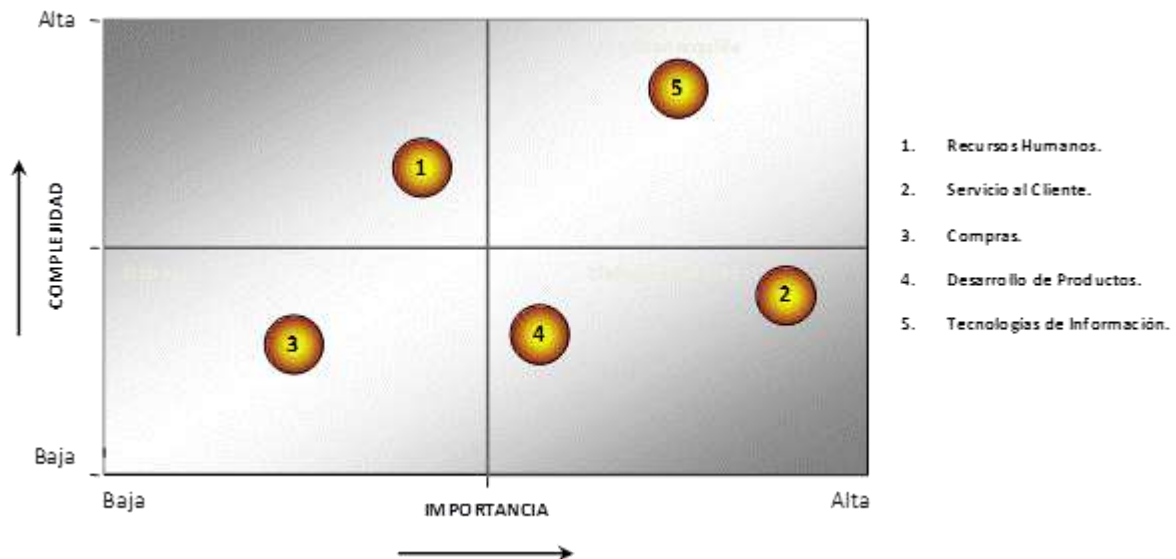 Alta
5
1
COMPLEJIDAD
2
4
3
Baja
Baja
IMPORTANCIA
Alta
1. Recursos Humanos.
2. Servicio al Cliente.
3. Compras.
4. Desarrollo de Productos.
5. Tecnologías de Información.